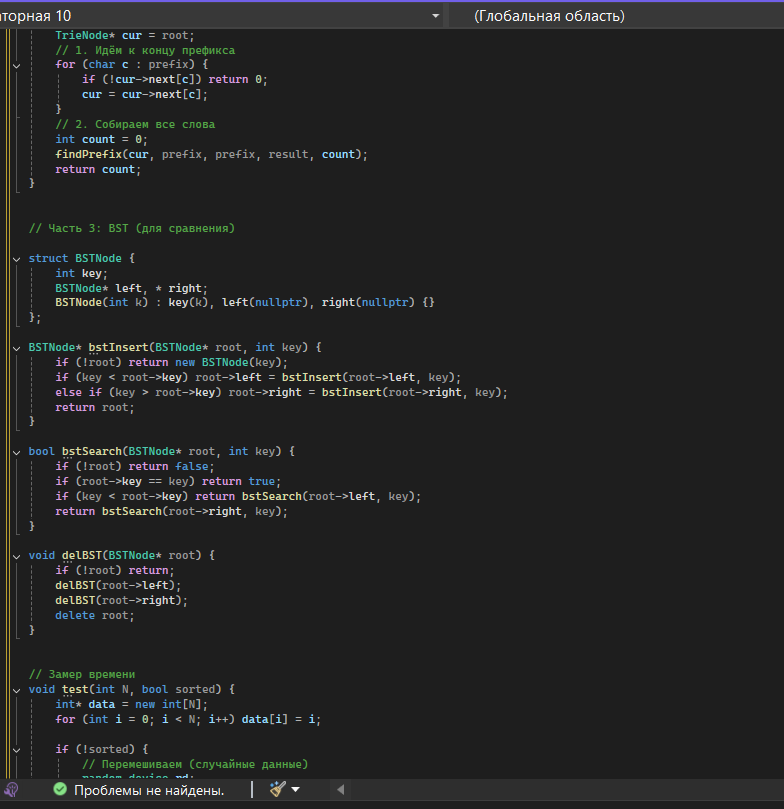 аторная 10
(Глобальная область)
TrieNode* cur = root;
// 1. Идём к концу префикса
for (char c : prefix) {
if (!cur->next[c]) return 0;
cur = cur->next[c];
}
// 2. Собираем все слова
int count = 0;
findPrefix(cur, prefix, prefix, result, count);
return count;
}
// Часть 3: BST (для сравнения)
struct BSTNode {
int key;
BSTNode* left, * right;
BSTNode(int k) : key(k), left(nullptr), right(nullptr) {}
};
BSTNode* bstInsert(BSTNode* root, int key) {
if (!root) return new BSTNode(key);
if (key < root->key) root->left = bstInsert(root->left, key);
else if (key > root->key) root->right = bstInsert(root->right, key);
return root;
}
bool bstSearch(BSTNode* root, int key) {
if (!root) return false;
if (root->key == key) return true;
if (key < root->key) return bstSearch(root->left, key);
return bstSearch(root->right, key);
}
void delBST(BSTNode* root) {
if (!root) return;
delBST(root->left);
delBST(root->right);
delete root;
}
// Замер времени
void test(int N, bool sorted) {
int* data = new int[N];
for (int i = 0; i < N; i++) data[i] = i;
if (!sorted) {
// Перемешиваем (случайные данные)
random_device rd;
Проблемы не найдены.